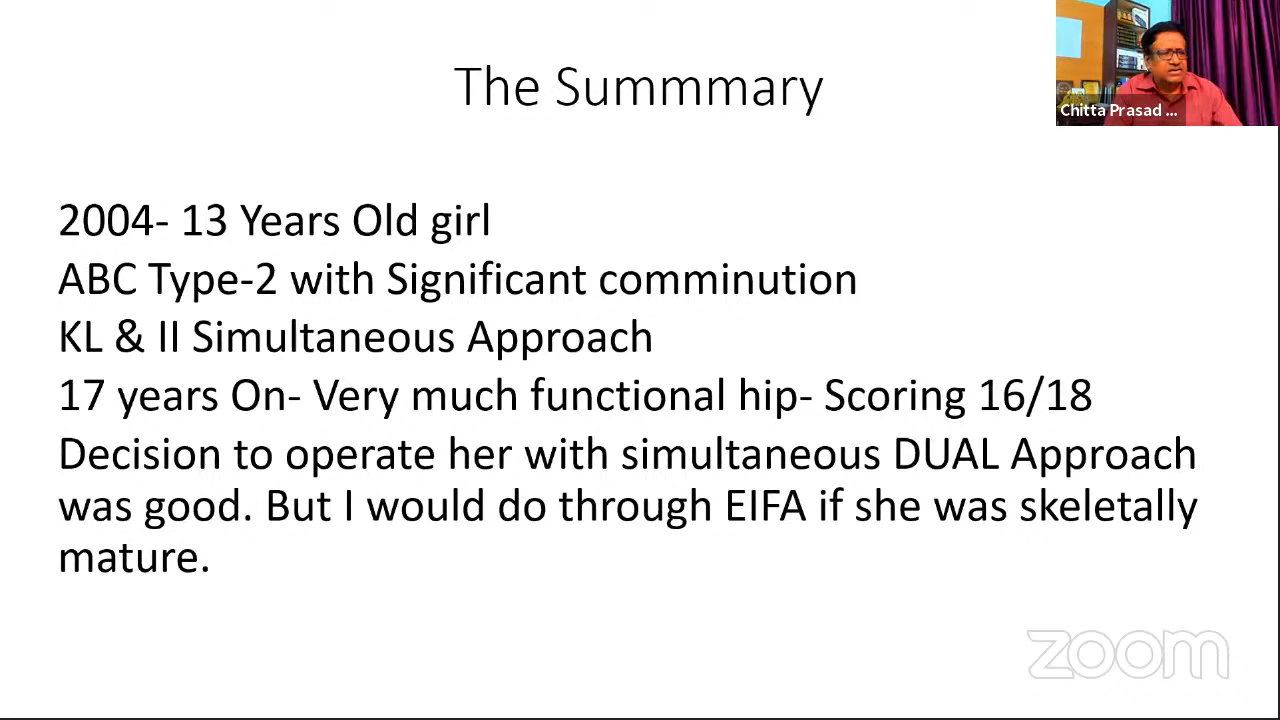 The Summmary
Chitta Prasad ...
2004- 13 Years Old girl
ABC Type-2 with Significant comminution
KL & II Simultaneous Approach
17 years On- Very much functional hip- Scoring 16/18
Decision to operate her with simultaneous DUAL Approach
was good. But I would do through EIFA if she was skeletally
mature.
zoom